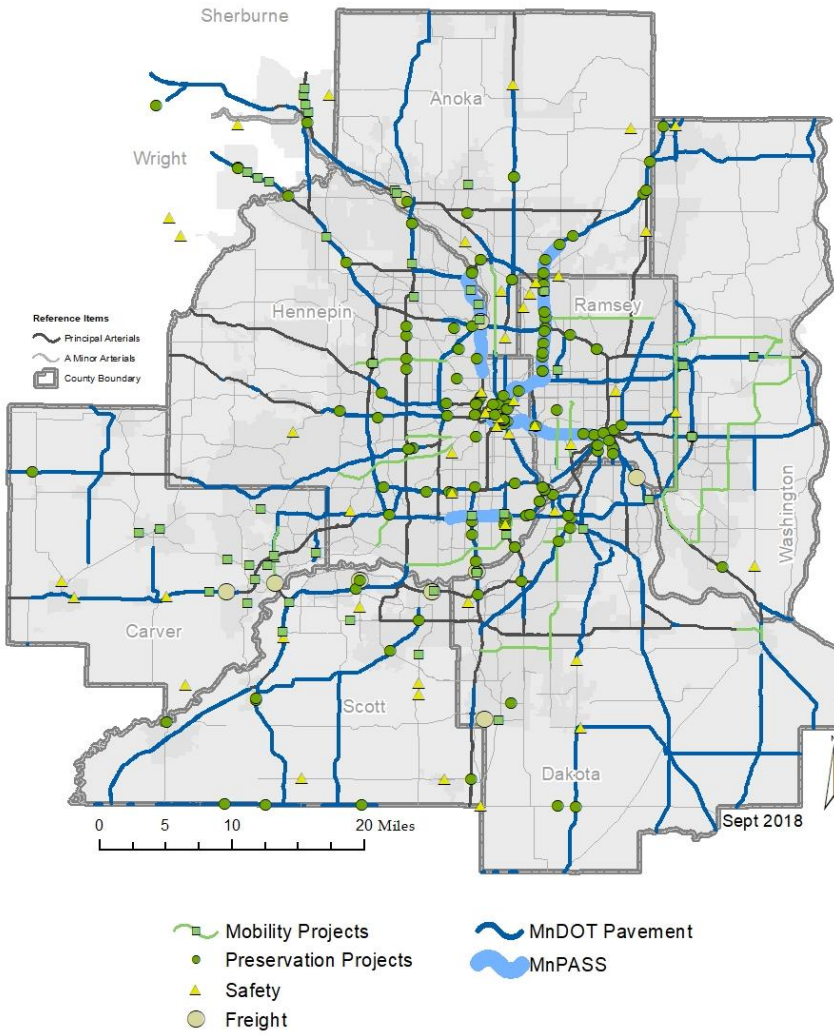 Sherburne
Anoka
Wright
Hennepin
Ramsey
Reference Items
Principal Arterials
A Minor Arterials
County Boundary
Washington
Carver
Scott
Dakota
Sept 2018
0 5 10 20 Miles
Mobility Projects
MnDOT Pavement
Preservation Projects
MnPASS
Safety
Freight